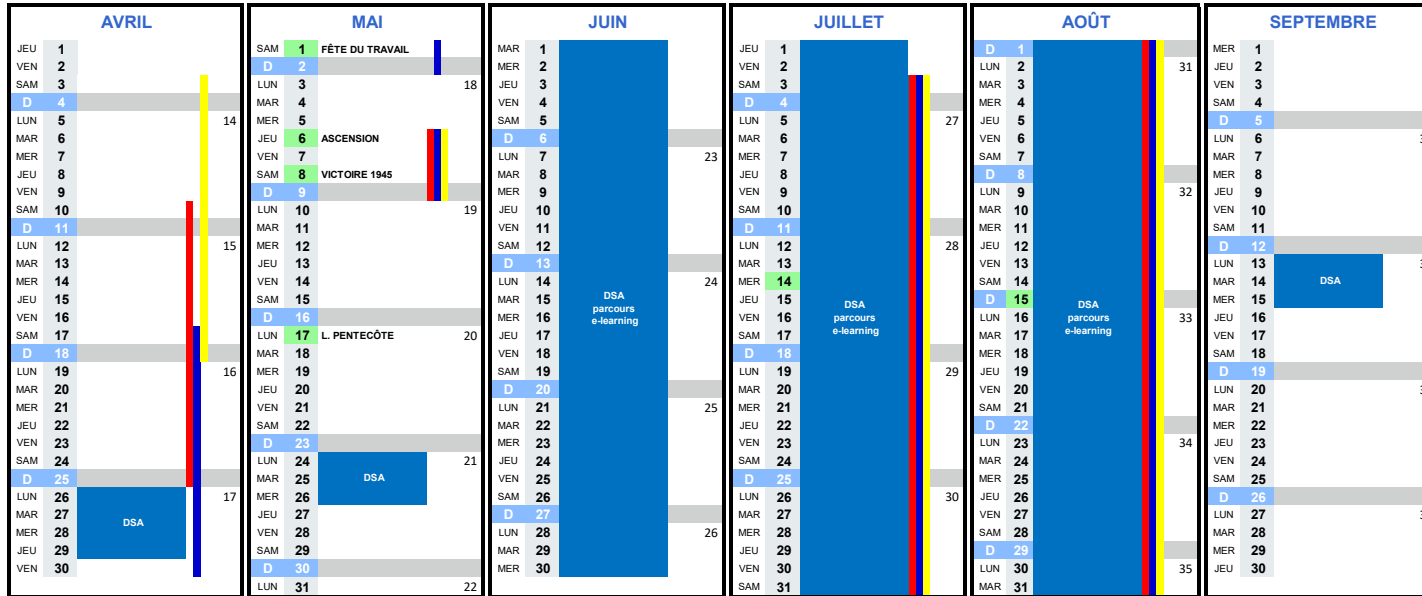 AVRIL
JEU 1
VEN 2
SAM 3
D 4
LUN 5 14
MAR 6
MER 7
JEU 8
VEN 9
SAM 10
D 11
LUN 12 15
MAR 13
MER 14
JEU 15
VEN 16
SAM 17
D 18
LUN 19 16
MAR 20
MER 21
JEU 22
VEN 23
SAM 24
D 25
LUN 26 17
MAR 27
DSA
MER 28
JEU 29
VEN 30
MAI
SAM 1 FÊTE DU TRAVAIL
D 2
LUN 3 18
MAR 4
MER 5
JEU 6 ASCENSION
VEN 7
SAM 8 VICTOIRE 1945
D 9
LUN 10 19
MAR 11
MER 12
JEU 13
VEN 14
SAM 15
D 16
LUN 17 L. PENTECÔTE 20
MAR 18
MER 19
JEU 20
VEN 21
SAM 22
D 23
LUN 24 21
MAR 25 DSA
MER 26
JEU 27
VEN 28
SAM 29
D 30
LUN 31 22
JUIN
MAR 1
MER 2
JEU 3
VEN 4
SAM 5
D 6
LUN 7 23
MAR 8
MER 9
JEU 10
VEN 11
SAM 12
D 13
LUN 14 24
MAR 15 DSA
parcours
MER 16 e-learning
JEU 17
VEN 18
SAM 19
D 20
LUN 21 25
MAR 22
MER 23
JEU 24
VEN 25
SAM 26
D 27
LUN 28 26
MAR 29
MER 30
JUILLET
JEU 1
VEN 2
SAM 3
D 4
LUN 5 27
MAR 6
MER 7
JEU 8
VEN 9
SAM 10
D 11
LUN 12 28
MAR 13
MER 14
JEU 15 DSA
VEN 16 parcours
SAM 17 e-learning
D 18
LUN 19 29
MAR 20
MER 21
JEU 22
VEN 23
SAM 24
D 25
LUN 26 30
MAR 27
MER 28
JEU 29
VEN 30
SAM 31
AOÛT
D 1
LUN 2 31
MAR 3
MER 4
JEU 5
VEN 6
SAM 7
D 8
LUN 9 32
MAR 10
MER 11
JEU 12
VEN 13
SAM 14
D 15 DSA
LUN 16 parcours 33
MAR 17 e-learning
MER 18
JEU 19
VEN 20
SAM 21
D 22
LUN 23 34
MAR 24
MER 25
JEU 26
VEN 27
SAM 28
D 29
LUN 30 35
MAR 31
SEPTEMBRE
MER 1
JEU 2
VEN 3
SAM 4
D 5
LUN 6
MAR 7
MER 8
JEU 9
VEN 10
SAM 11
D 12
LUN 13
MAR 14 DSA
MER 15
JEU 16
VEN 17
SAM 18
D 19
LUN 20
MAR 21
MER 22
JEU 23
VEN 24
SAM 25
D 26
LUN 27
MAR 28
MER 29
JEU 30